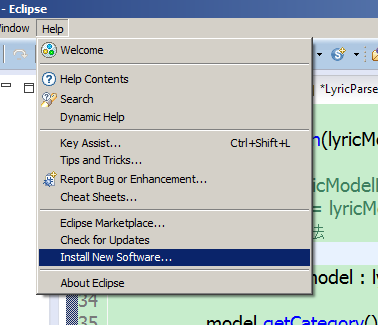 - Eclipse
Window Help
Welcome
*LyricParse
Help Contents
Search
Dynamic Help
Key Assist... Ctrl+Shift+L
Tips and Tricks...
Report Bug or Enhancement...
Cheat Sheets...
Eclipse Marketplace...
Check for Updates
Install New Software...
About Eclipse
(lyricMo
icModel
= lyricMo
去
model : l
34
35 model.getCategory()